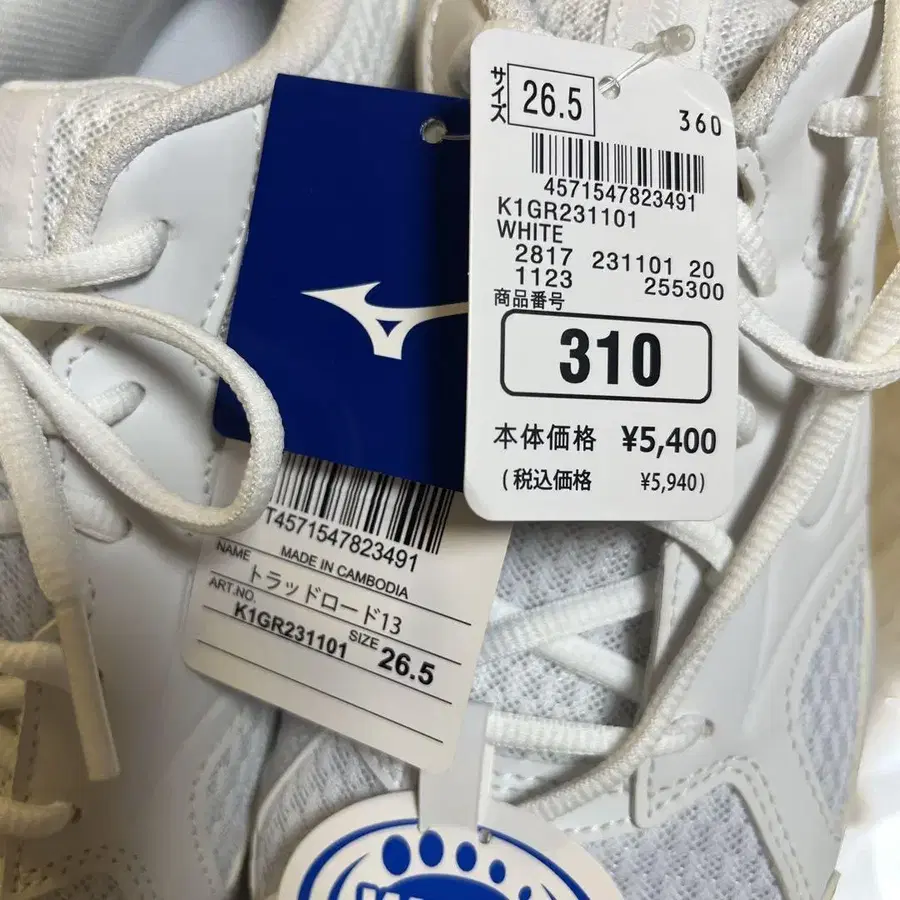 サイズ 26.5 360
4571547823491
K1GR231101
WHITE
2817 231101 20
1123 255300
商品番号
310
本体価格 ¥5,400
(税込価格 ¥5,940)
T4571547823491
MADE IN CAMBODIA
NAME トラッドロード13
ART.NO. K1GR231101 SIZE 26.5